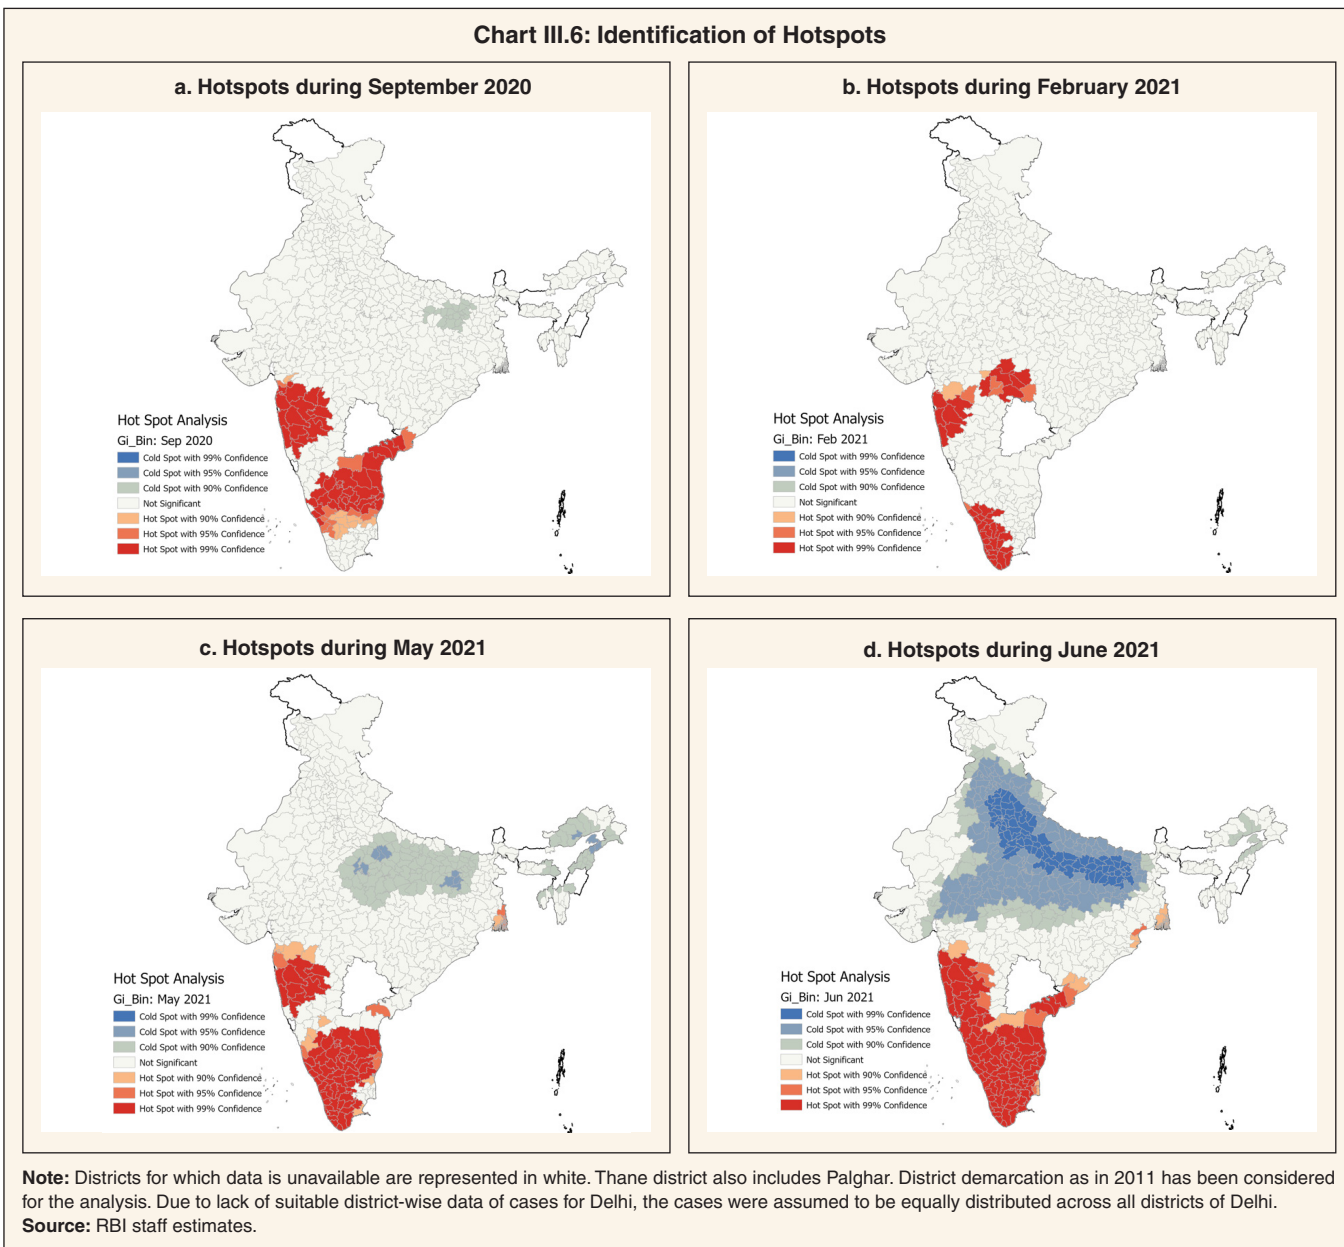 Chart III.6: Identification of Hotspots
a. Hotspots during September 2020
Hot Spot Analysis
Gi_Bin: Sep 2020
Cold Spot with 99% Confidence
Cold Spot with 95% Confidence
Cold Spot with 90% Confidence
Not Significant
Hot Spot with 90% Confidence
Hot Spot with 95% Confidence
Hot Spot with 99% Confidence
b. Hotspots during February 2021
Hot Spot Analysis
Gi_Bin: Feb 2021
Cold Spot with 99% Confidence
Cold Spot with 95% Confidence
Cold Spot with 90% Confidence
Not Significant
Hot Spot with 90% Confidence
Hot Spot with 95% Confidence
Hot Spot with 99% Confidence
c. Hotspots during May 2021
Hot Spot Analysis
Gi_Bin: May 2021
Cold Spot with 99% Confidence
Cold Spot with 95% Confidence
Cold Spot with 90% Confidence
Not Significant
Hot Spot with 90% Confidence
Hot Spot with 95% Confidence
Hot Spot with 99% Confidence
d. Hotspots during June 2021
Hot Spot Analysis
Gi_Bin: Jun 2021
Cold Spot with 99% Confidence
Cold Spot with 95% Confidence
Cold Spot with 90% Confidence
Not Significant
Hot Spot with 90% Confidence
Hot Spot with 95% Confidence
Hot Spot with 99% Confidence
Note: Districts for which data is unavailable are represented in white. Thane district also includes Palghar. District demarcation as in 2011 has been considered
for the analysis. Due to lack of suitable district-wise data of cases for Delhi, the cases were assumed to be equally distributed across all districts of Delhi.
Source: RBI staff estimates.